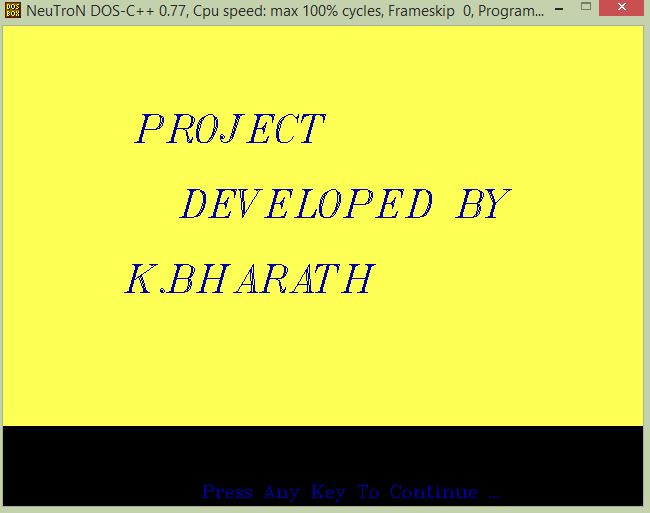 DOS
BOX
NeuTroN DOS-C++ 0.77, Cpu speed: max 100% cycles, Frameskip 0, Program...
PROJECT
DEVELOPED BY
K.BHARATH
Press Any Key To Continue ...